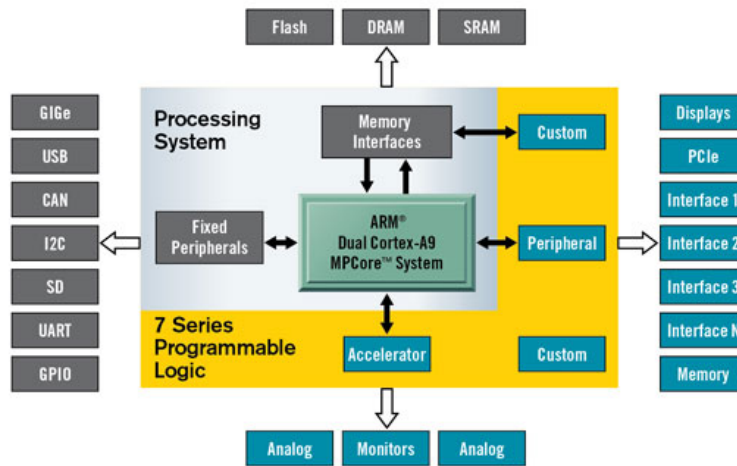 Flash
DRAM
SRAM
GIGe
USB
CAN
I2C
SD
UART
GPIO
Processing
System
Memory
Interfaces
Custom
Fixed
Peripherals
ARM®
Dual Cortex-A9
MPCore™ System
Peripheral
7 Series
Programmable
Logic
Accelerator
Custom
Displays
PCIe
Interface 1
Interface 2
Interface 3
Interface N
Memory
Analog
Monitors
Analog